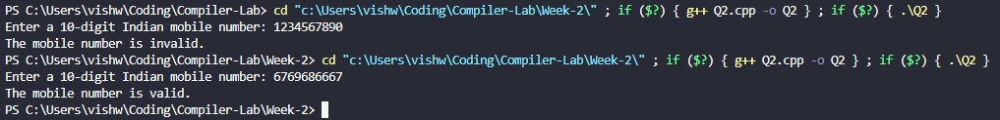 PS C:\Users\vishw\Coding\Compiler-Lab> cd "c:\Users\vishw\Coding\Compiler-Lab\Week-2\" ; if ($?) { g++ Q2.cpp -o Q2 } ; if ($?) { .\Q2 }
Enter a 10-digit Indian mobile number: 1234567890
The mobile number is invalid.
PS C:\Users\vishw\Coding\Compiler-Lab\Week-2> cd "c:\Users\vishw\Coding\Compiler-Lab\Week-2\" ; if ($?) { g++ Q2.cpp -o Q2 } ; if ($?) { .\Q2 }
Enter a 10-digit Indian mobile number: 6769686667
The mobile number is valid.
PS C:\Users\vishw\Coding\Compiler-Lab\Week-2>